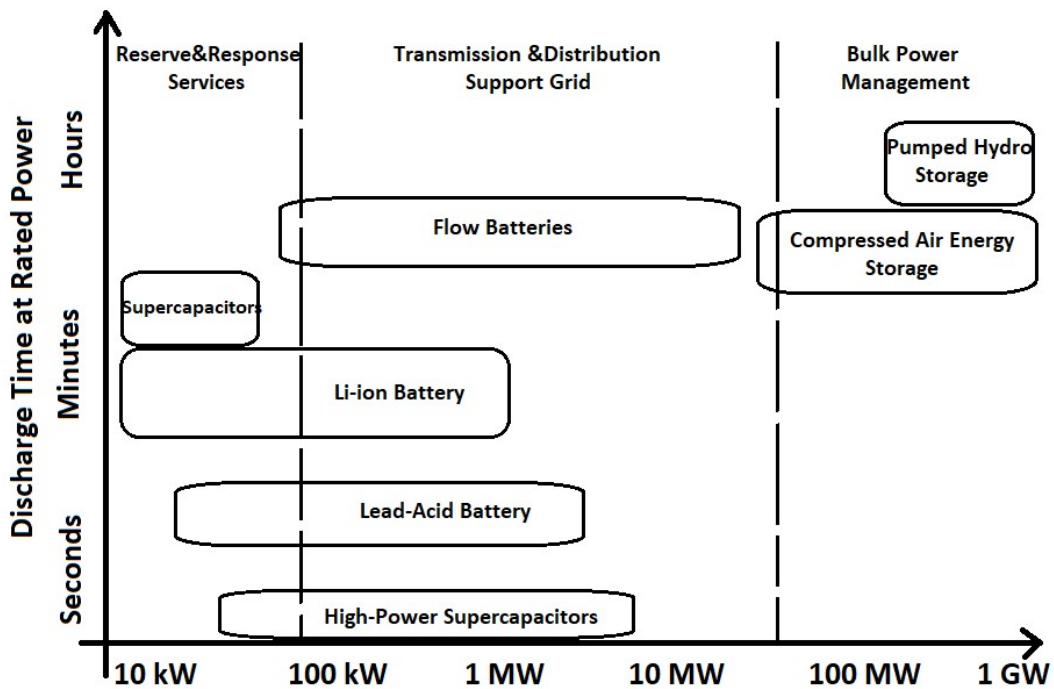 Reserve&Response
Services
Transmission &Distribution
Support Grid
Bulk Power
Management
Discharge Time at Rated Power
Hours
Minutes
Seconds
Pumped Hydro
Storage
Flow Batteries
Compressed Air Energy
Storage
Supercapacitors
Li-ion Battery
Lead-Acid Battery
High-Power Supercapacitors
10 kW
100 kW
1 MW
10 MW
100 MW
1 GW